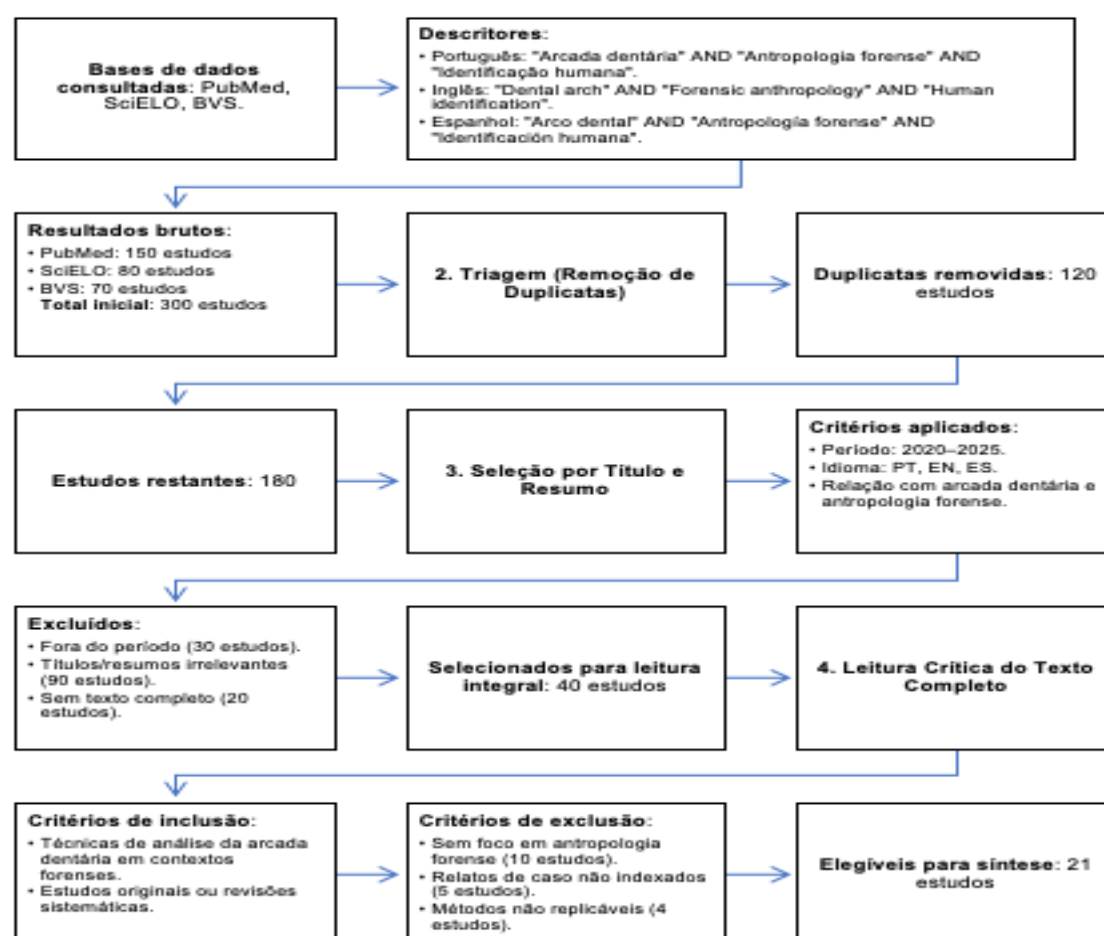 Bases de dados
consultadas: PubMed,
SciELO, BVS.
Descritores:
• Português: "Arcada dentária" AND "Antropologia forense" AND
"Identificação humana".
• Inglês: "Dental arch" AND "Forensic anthropology" AND "Human
identification".
• Espanhol: "Arco dental" AND "Antropología forense" AND
"Identificación humana".
Resultados brutos:
• PubMed: 150 estudos
• SciELO: 80 estudos
• BVS: 70 estudos
Total inicial: 300 estudos
2. Triagem (Remoção de
Duplicatas)
Duplicatas removidas: 120
estudos
Estudos restantes: 180
3. Seleção por Título e
Resumo
Critérios aplicados:
• Período: 2020–2025.
• Idioma: PT, EN, ES.
• Relação com arcada dentária e
antropologia forense.
Excluídos:
• Fora do período (30 estudos).
• Títulos/resumos irrelevantes
(90 estudos).
• Sem texto completo (20
estudos).
Selecionados para leitura
integral: 40 estudos
4. Leitura Crítica do Texto
Completo
Critérios de inclusão:
• Técnicas de análise da arcada
dentária em contextos
forenses.
• Estudos originais ou revisões
sistemáticas.
Critérios de exclusão:
• Sem foco em antropologia
forense (10 estudos).
• Relatos de caso não indexados
(5 estudos).
• Métodos não replicáveis (4
estudos).
Elegíveis para síntese: 21
estudos